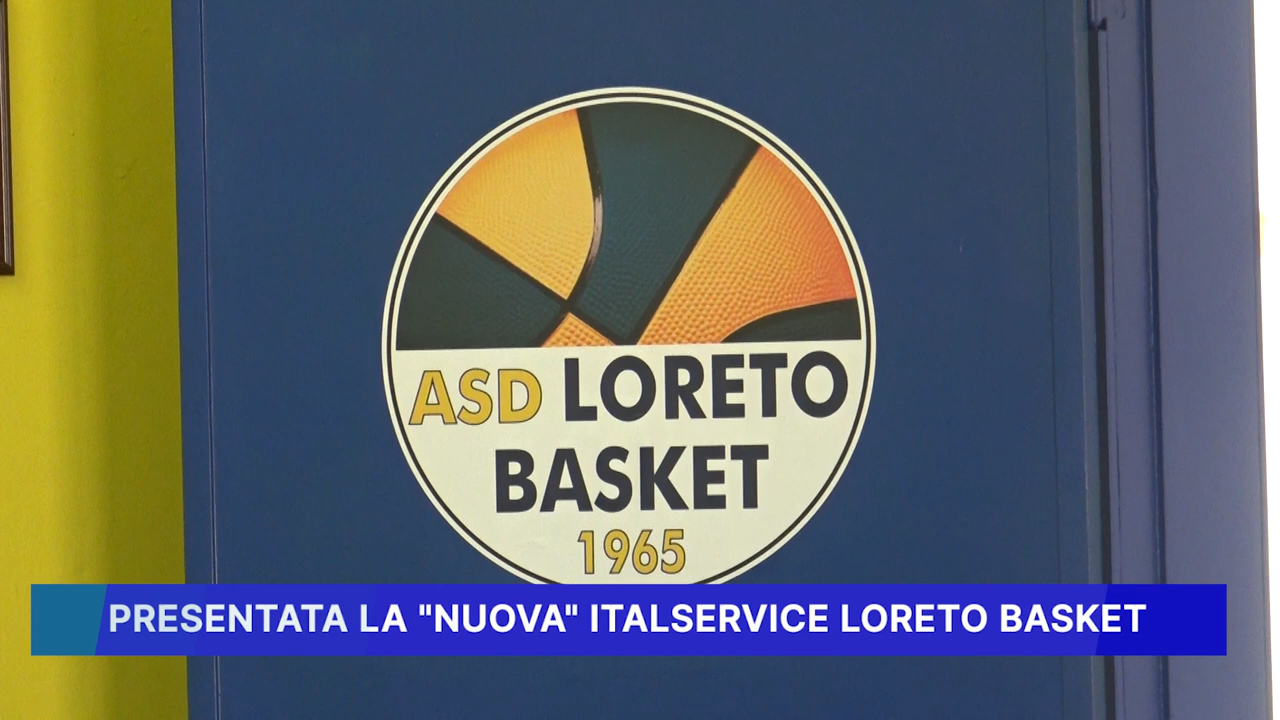 ASD LORETO
BASKET
1965
PRESENTATA LA "NUOVA" ITALSERVICE LORETO BASKET